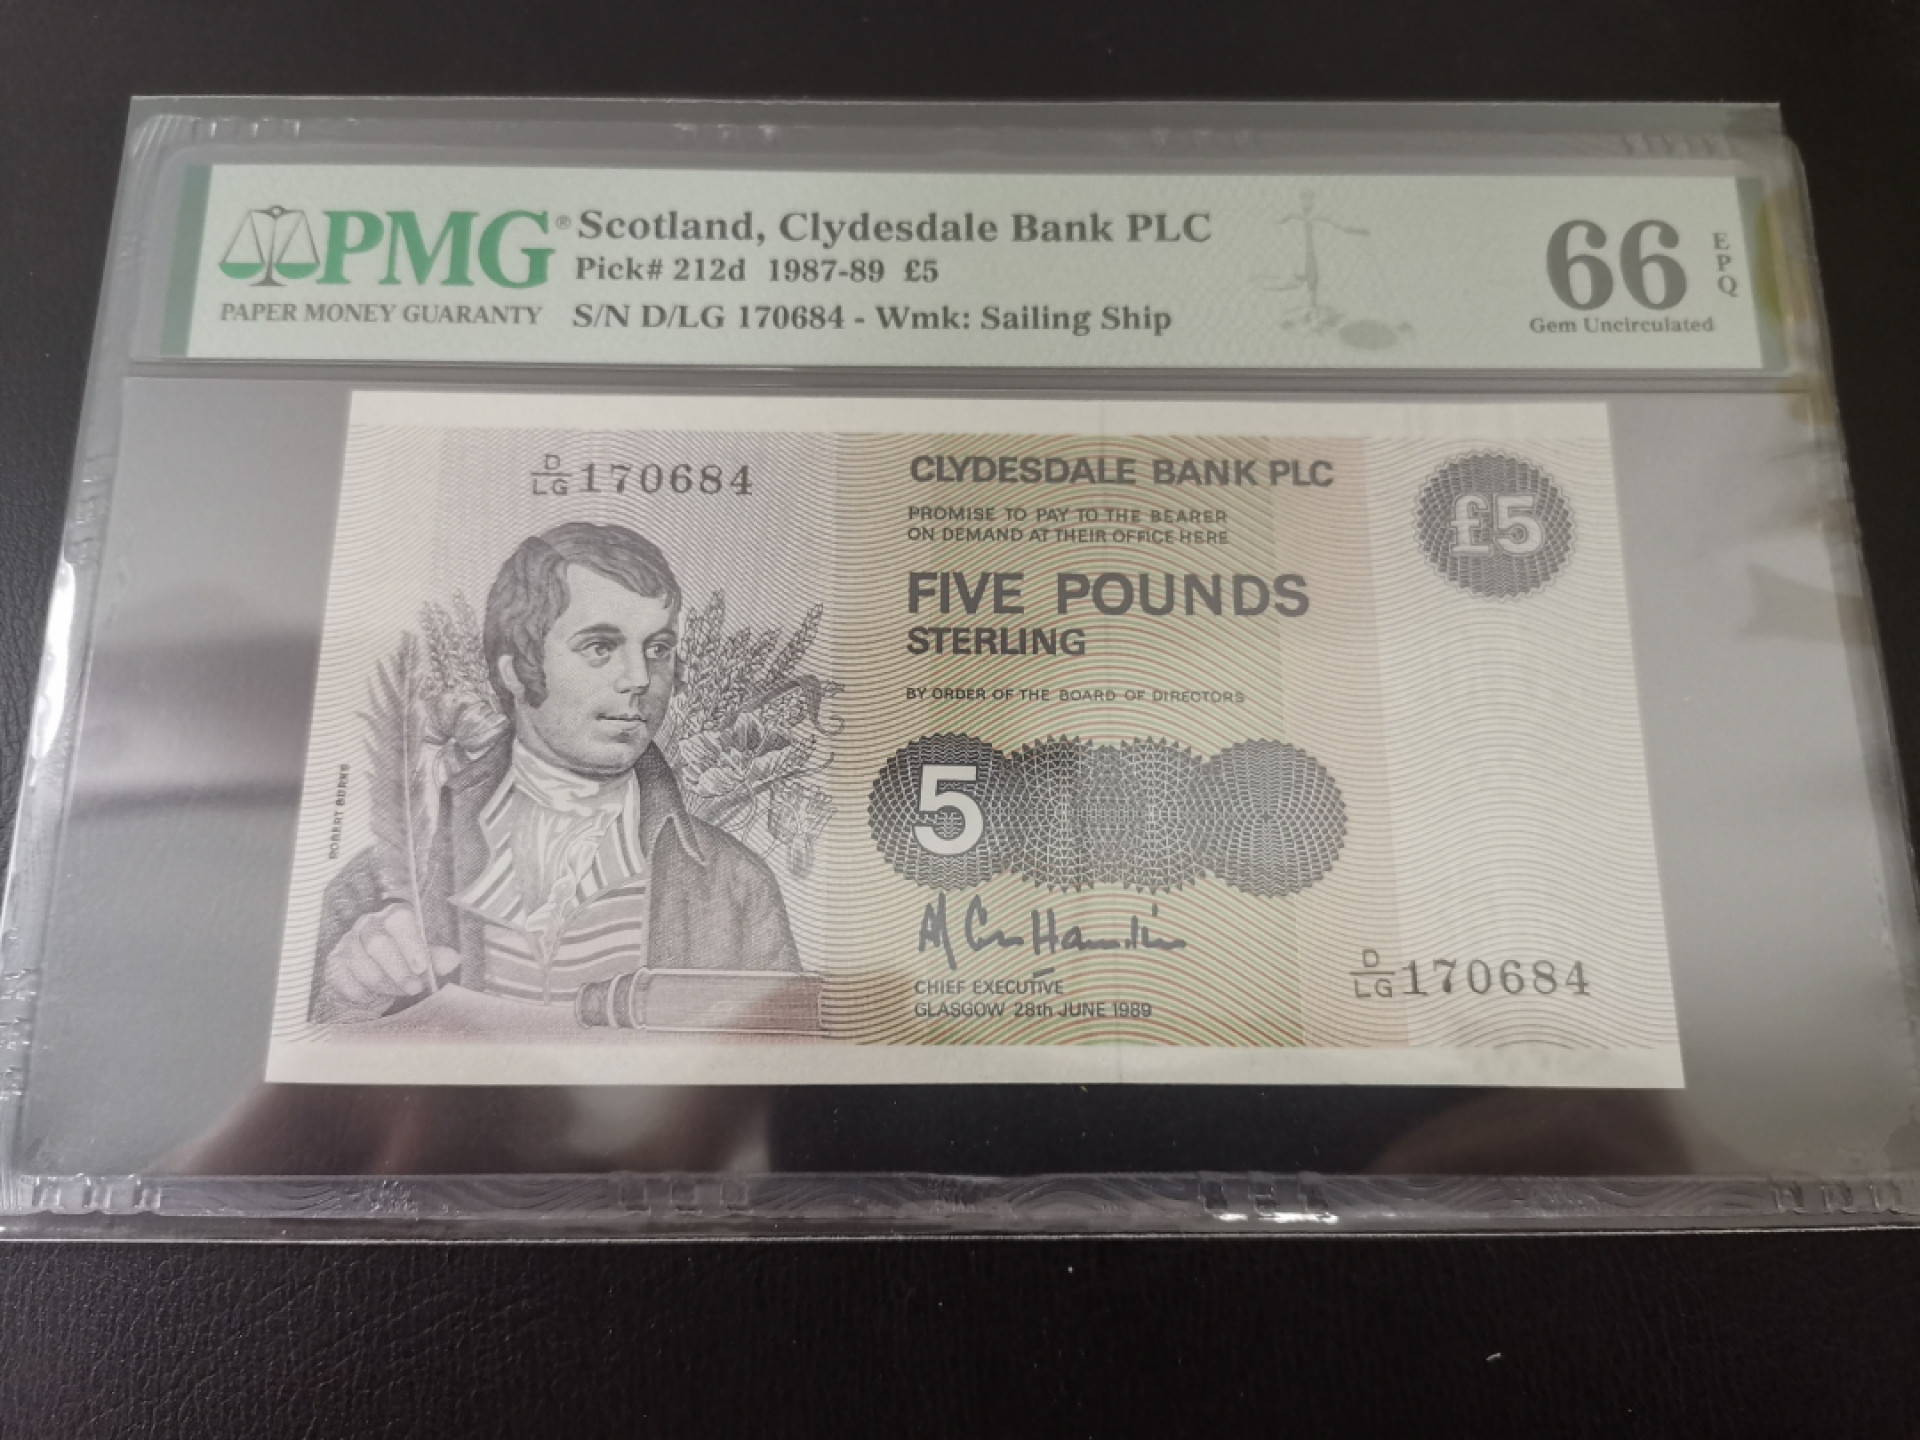 PMG®
PAPER MONEY GUARANTY
Scotland, Clydesdale Bank PLC
Pick# 212d 1987-89 £5
S/N D/LG 170684 - Wmk: Sailing Ship
66
EPQ
Gem Uncirculated
D/LG 170684
CLYDESDALE BANK PLC
PROMISE TO PAY TO THE BEARER
ON DEMAND AT THEIR OFFICE HERE
£5
FIVE POUNDS
STERLING
BY ORDER OF THE BOARD OF DIRECTORS
ROBERT BURNS
5
CHIEF EXECUTIVE
GLASGOW 28th JUNE 1989
D/LG 170684